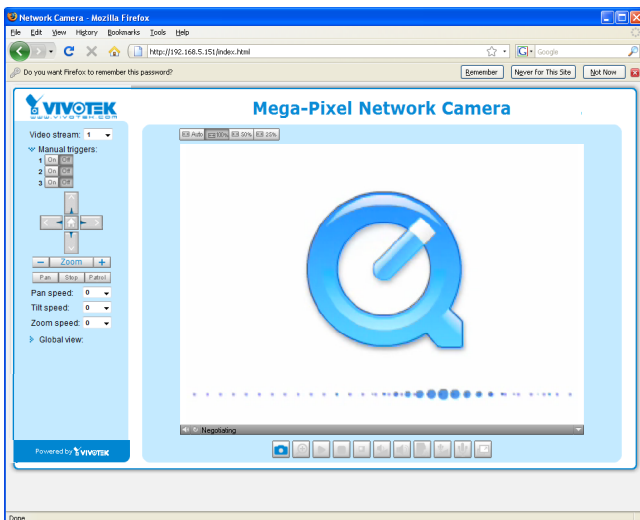 Network Camera - Mozilla Firefox
File Edit View History Bookmarks Tools Help
http://192.168.5.151/index.html
Google
Do you want Firefox to remember this password?
Remember Never for This Site Not Now
VIVOTEK
WWW.VIVOTEK.COM
Mega-Pixel Network Camera
Video stream: 1
Auto 100% 50% 25%
Manual triggers:
1 On Off
2 On Off
3 On Off
Zoom
Pan Stop Patrol
Pan speed: 0
Tilt speed: 0
Zoom speed: 0
Global view:
Negotiating
Powered by VIVOTEK
Done